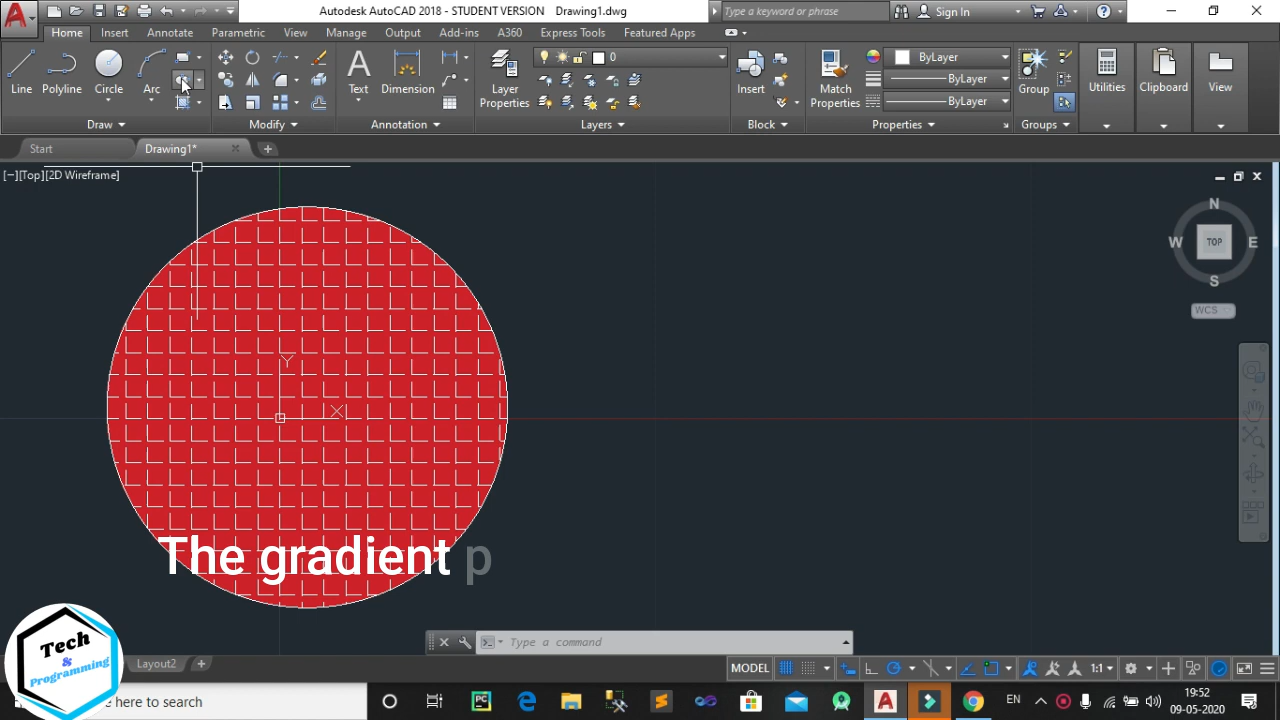 Autodesk AutoCAD 2018 - STUDENT VERSION Drawing1.dwg
Type a keyword or phrase
Sign In
Home Insert Annotate Parametric View Manage Output Add-ins A360 Express Tools Featured Apps
Line Polyline Circle Arc
Text Dimension
Layer Properties
0
Insert
Match Properties
ByLayer
ByLayer
ByLayer
Group
Utilities
Clipboard
View
Draw Modify Annotation Layers Block Properties Groups
Start Drawing1*
[−][Top][2D Wireframe]
N
W TOP E
S
WCS
Y
X
The gradient p
Type a command
Tech
&
Programming
Layout2
MODEL
1:1
here to search
EN
19:52
09-05-2020